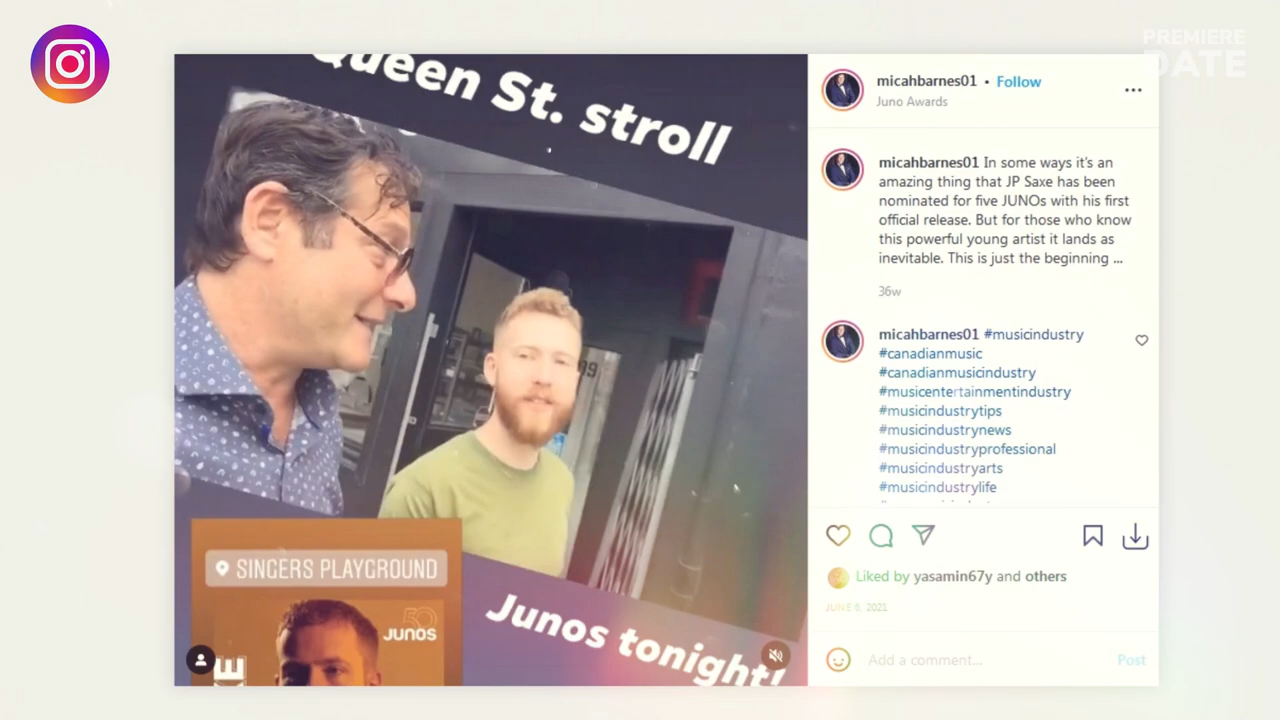 PREMIERE
DATE
Queen St. stroll
SINGERS PLAYGROUND
50
JUNOS
Junos tonight!
micahbarnes01 • Follow
Juno Awards
micahbarnes01 In some ways it's an
amazing thing that JP Saxe has been
nominated for five JUNOs with his first
official release. But for those who know
this powerful young artist it lands as
inevitable. This is just the beginning ...
36w
micahbarnes01 #musicindustry
#canadianmusic
#canadianmusicindustry
#musicentertainmentindustry
#musicindustrytips
#musicindustrynews
#musicindustryprofessional
#musicindustryarts
#musicindustrylife
Liked by yasamin67y and others
JUNE 6, 2021
Add a comment... Post